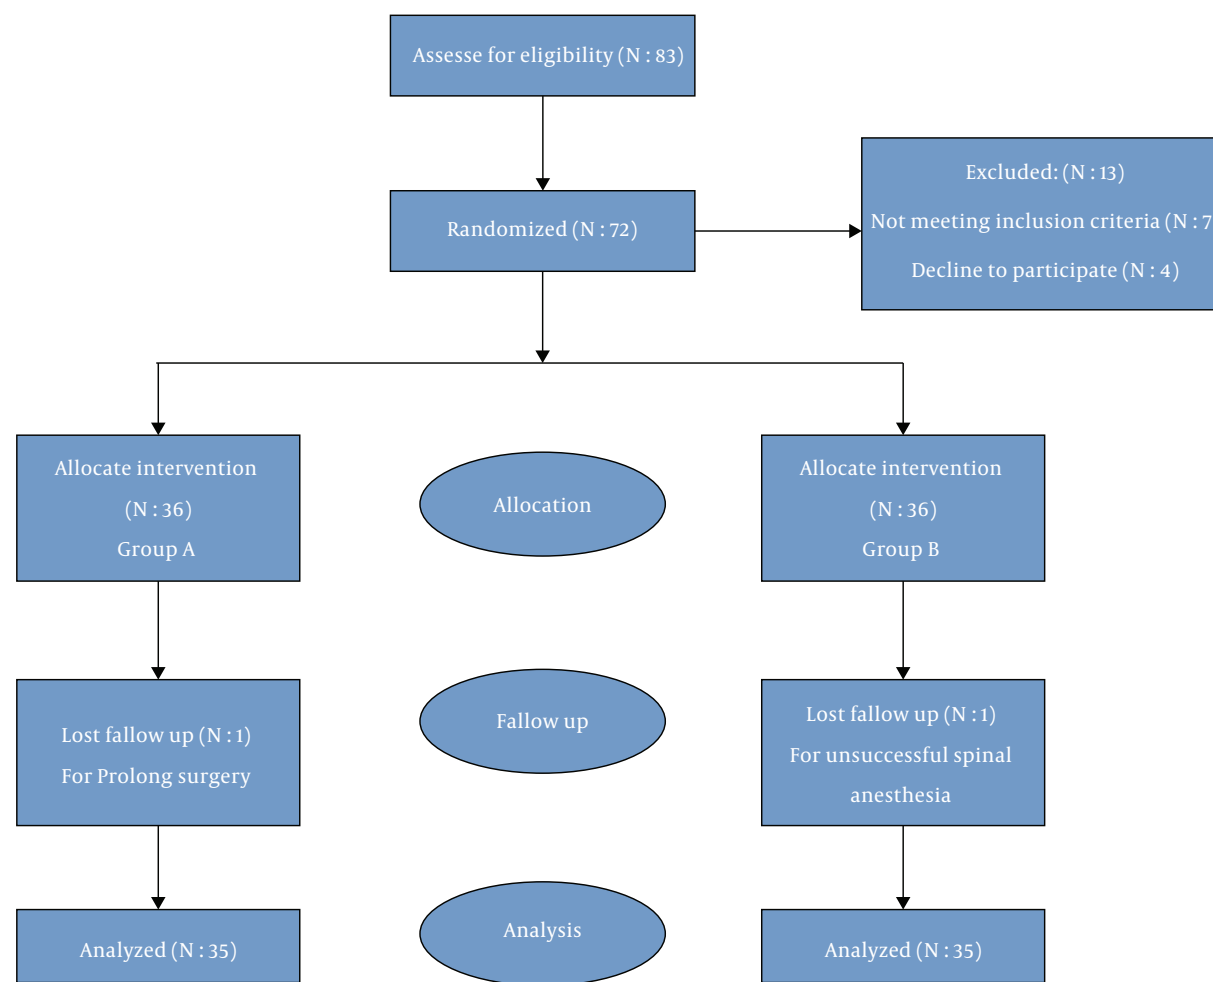 Assesse for eligibility (N : 83)
Excluded: (N : 13)
Not meeting inclusion criteria (N : 7
Decline to participate (N : 4)
Randomized (N : 72)
Allocate intervention
(N : 36)
Group A
Allocation
Allocate intervention
(N : 36)
Group B
Lost fallow up (N : 1)
For Prolong surgery
Fallow up
Lost fallow up (N : 1)
For unsuccessful spinal
anesthesia
Analyzed (N : 35)
Analysis
Analyzed (N : 35)